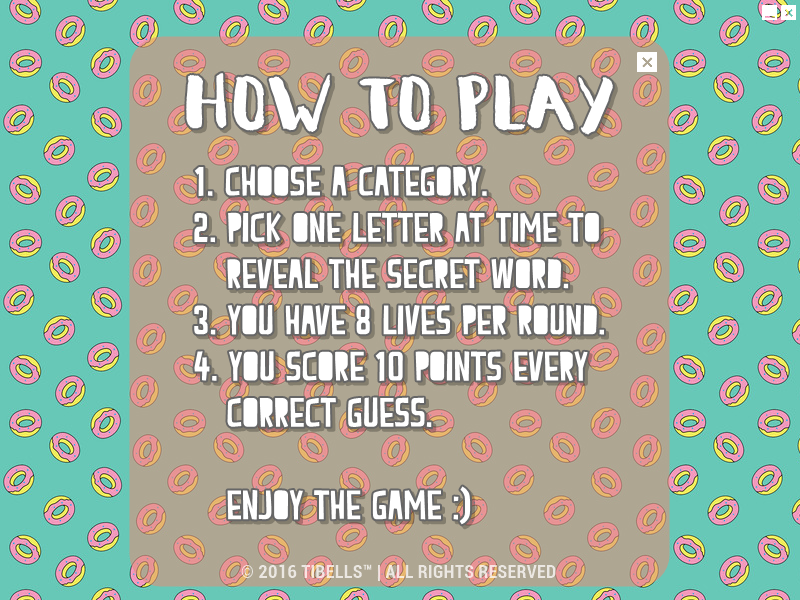 HOW TO PLAY
1. CHOOSE A CATEGORY.
2. PICK ONE LETTER AT TIME TO
REVEAL THE SECRET WORD.
3. YOU HAVE 8 LIVES PER ROUND.
4. YOU SCORE 10 POINTS EVERY
CORRECT GUESS.
ENJOY THE GAME :)
© 2016 TIBELLS™ | ALL RIGHTS RESERVED